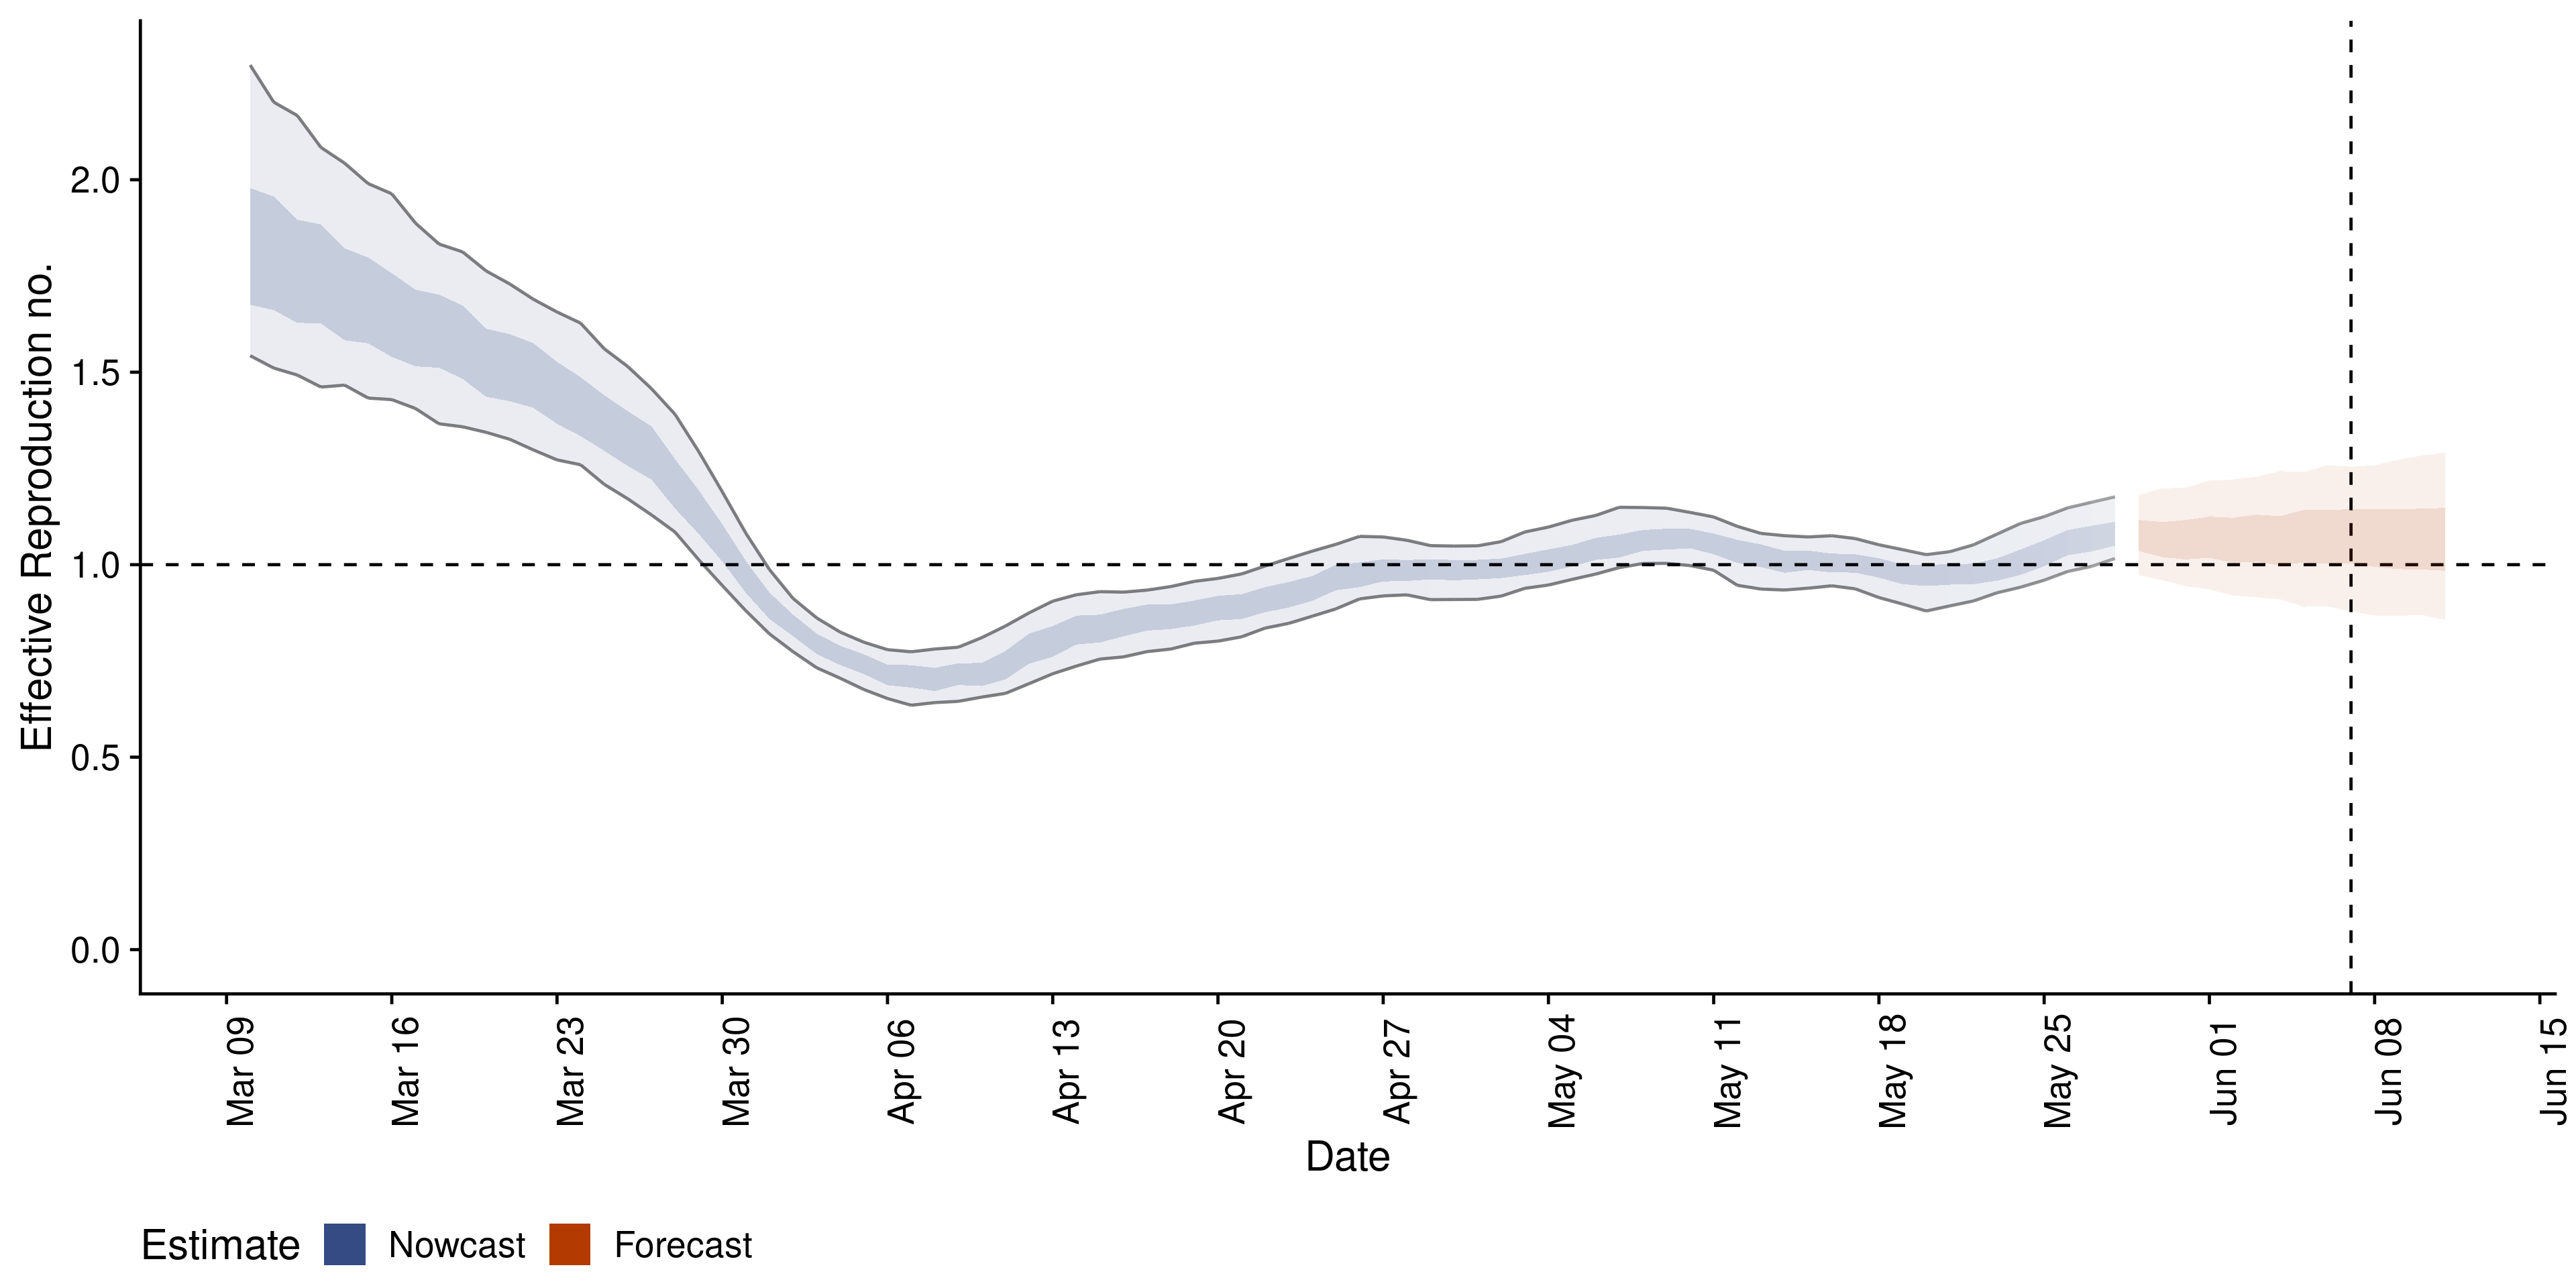 Effective Reproduction no.
2.0
1.5
1.0
0.5
0.0
Mar 09
Mar 16
Mar 23
Mar 30
Apr 06
Apr 13
Apr 20
Apr 27
May 04
May 11
May 18
May 25
Jun 01
Jun 08
Jun 15
Date
Estimate Nowcast Forecast